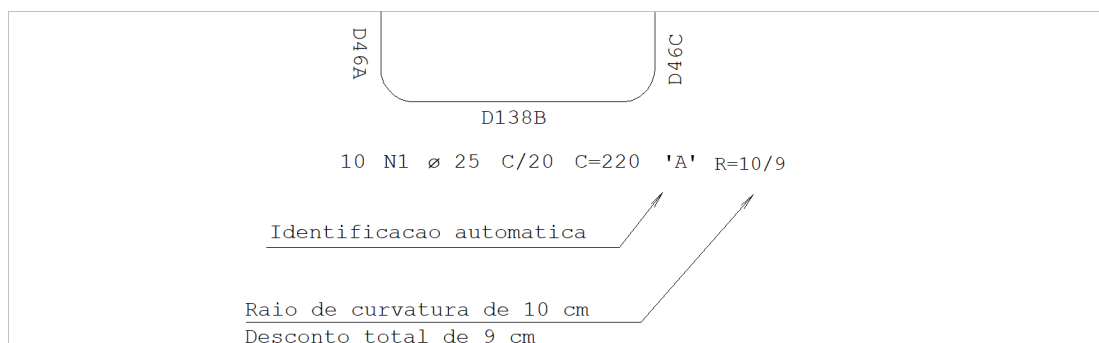 D46A
D46C
D138B
10 N1 ø 25 C/20 C=220 'A' R=10/9
Identificacao automatica
Raio de curvatura de 10 cm
Desconto total de 9 cm